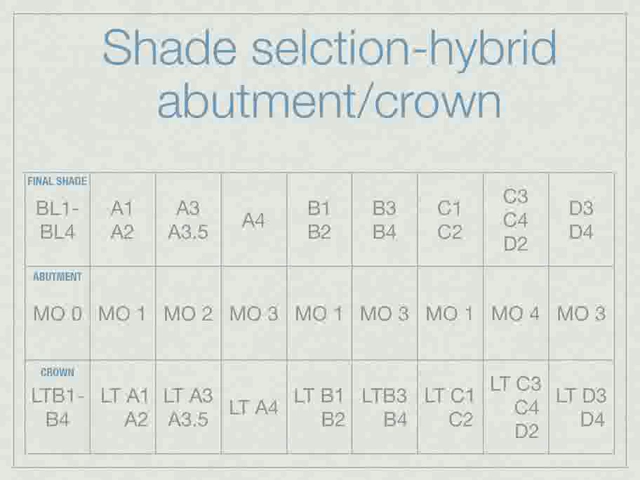 Shade selction-hybrid
abutment/crown
FINAL SHADE
BL1-
BL4
A1
A2
A3
A3.5
A4
B1
B2
B3
B4
C1
C2
C3
C4
D2
D3
D4
ABUTMENT
MO 0
MO 1
MO 2
MO 3
MO 1
MO 3
MO 1
MO 4
MO 3
CROWN
LTB1-
B4
LT A1
A2
LT A3
A3.5
LT A4
LT B1
B2
LTB3
B4
LT C1
C2
LT C3
C4
D2
LT D3
D4